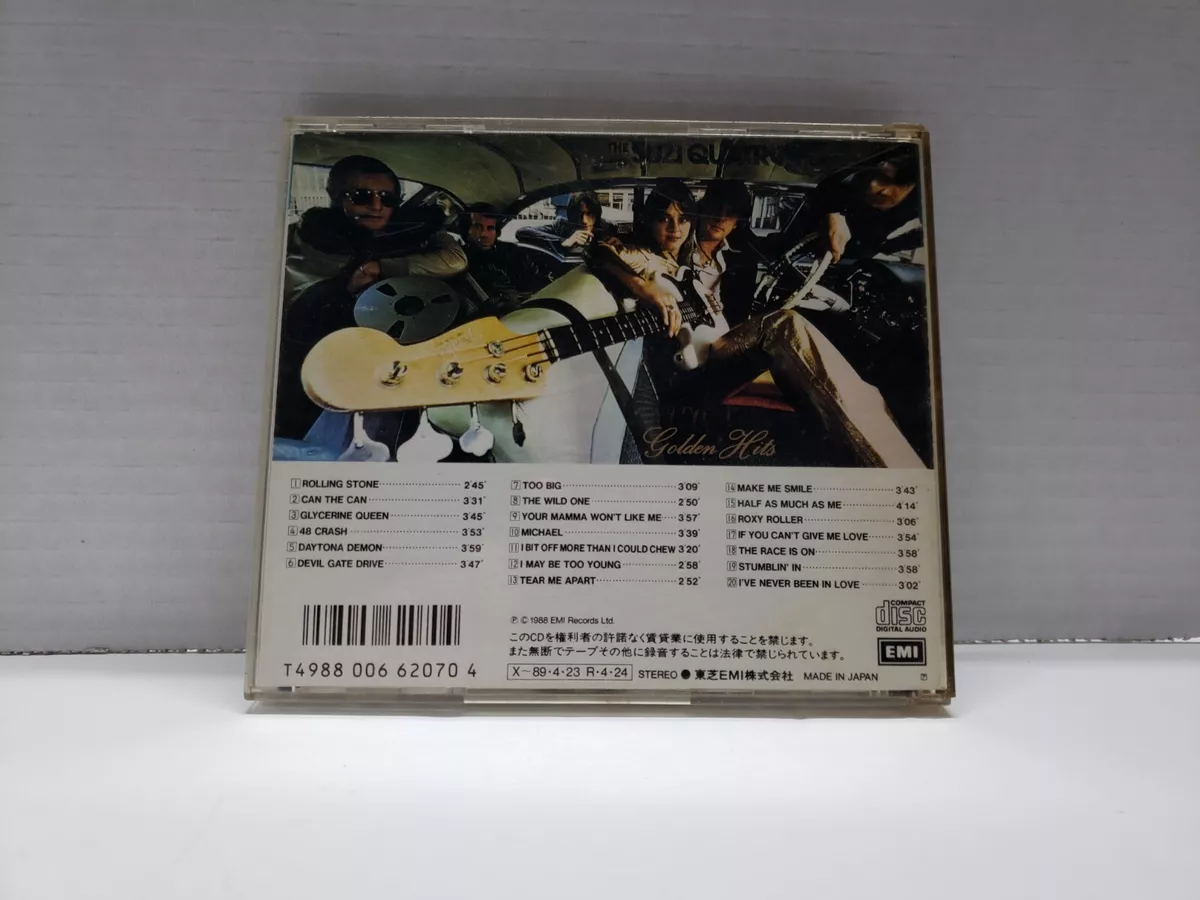 THE SUZI QUATRO
Golden Hits
1 ROLLING STONE 2'45"
2 CAN THE CAN 3'31"
3 GLYCERINE QUEEN 3'45"
4 48 CRASH 3'53"
5 DAYTONA DEMON 3'59"
6 DEVIL GATE DRIVE 3'47"
7 TOO BIG 3'09"
8 THE WILD ONE 2'50"
9 YOUR MAMMA WON'T LIKE ME 3'57"
10 MICHAEL 3'39"
11 I BIT OFF MORE THAN I COULD CHEW 3'20"
12 I MAY BE TOO YOUNG 2'58"
13 TEAR ME APART 2'52"
14 MAKE ME SMILE 3'43"
15 HALF AS MUCH AS ME 4'14"
16 ROXY ROLLER 3'06"
17 IF YOU CAN'T GIVE ME LOVE 3'54"
18 THE RACE IS ON 3'58"
19 STUMBLIN' IN 3'58"
20 I'VE NEVER BEEN IN LOVE 3'02"
T4988 006 62070 4
℗ © 1988 EMI Records Ltd.
このCDを権利者の許諾なく賃貸業に使用することを禁じます。
また無断でテープその他に録音することは法律で禁じられています。
X~89・4・23 R・4・24 STEREO ● 東芝EMI株式会社 MADE IN JAPAN
COMPACT
disc
DIGITAL AUDIO
EMI